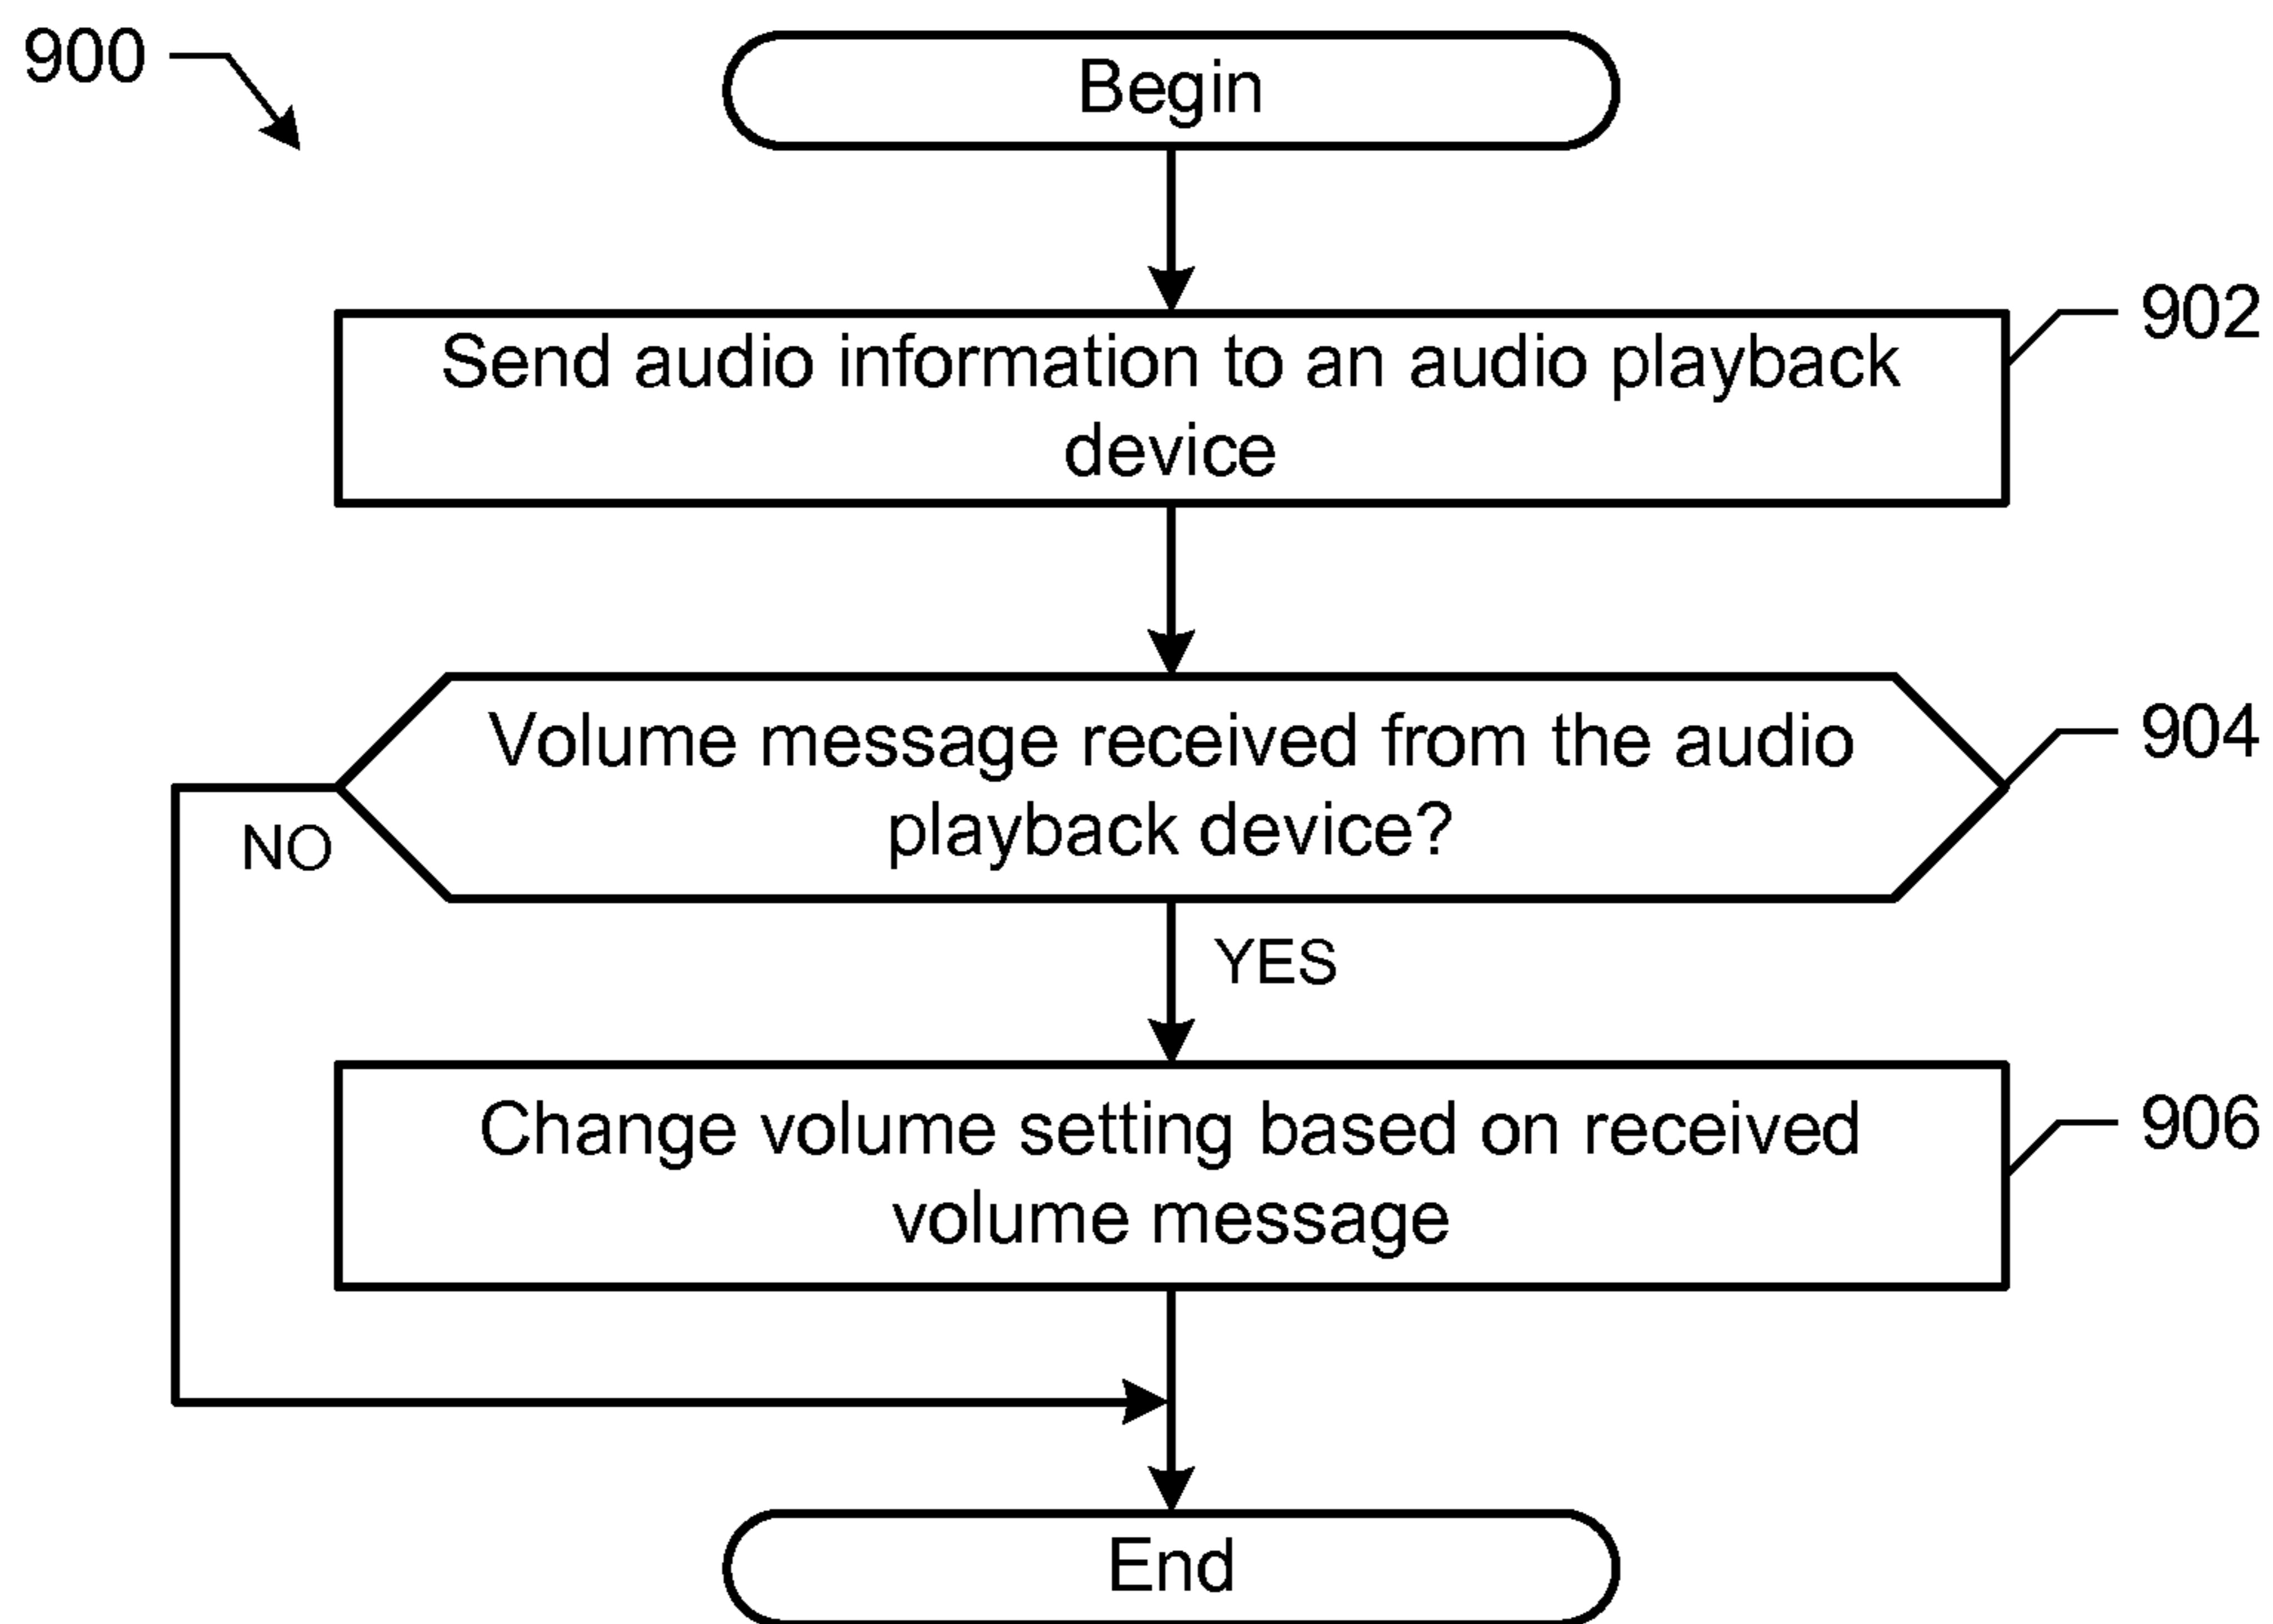 900
Begin
902
Send audio information to an audio playback
device
904
Volume message received from the audio
playback device?
NO
YES
906
Change volume setting based on received
volume message
End